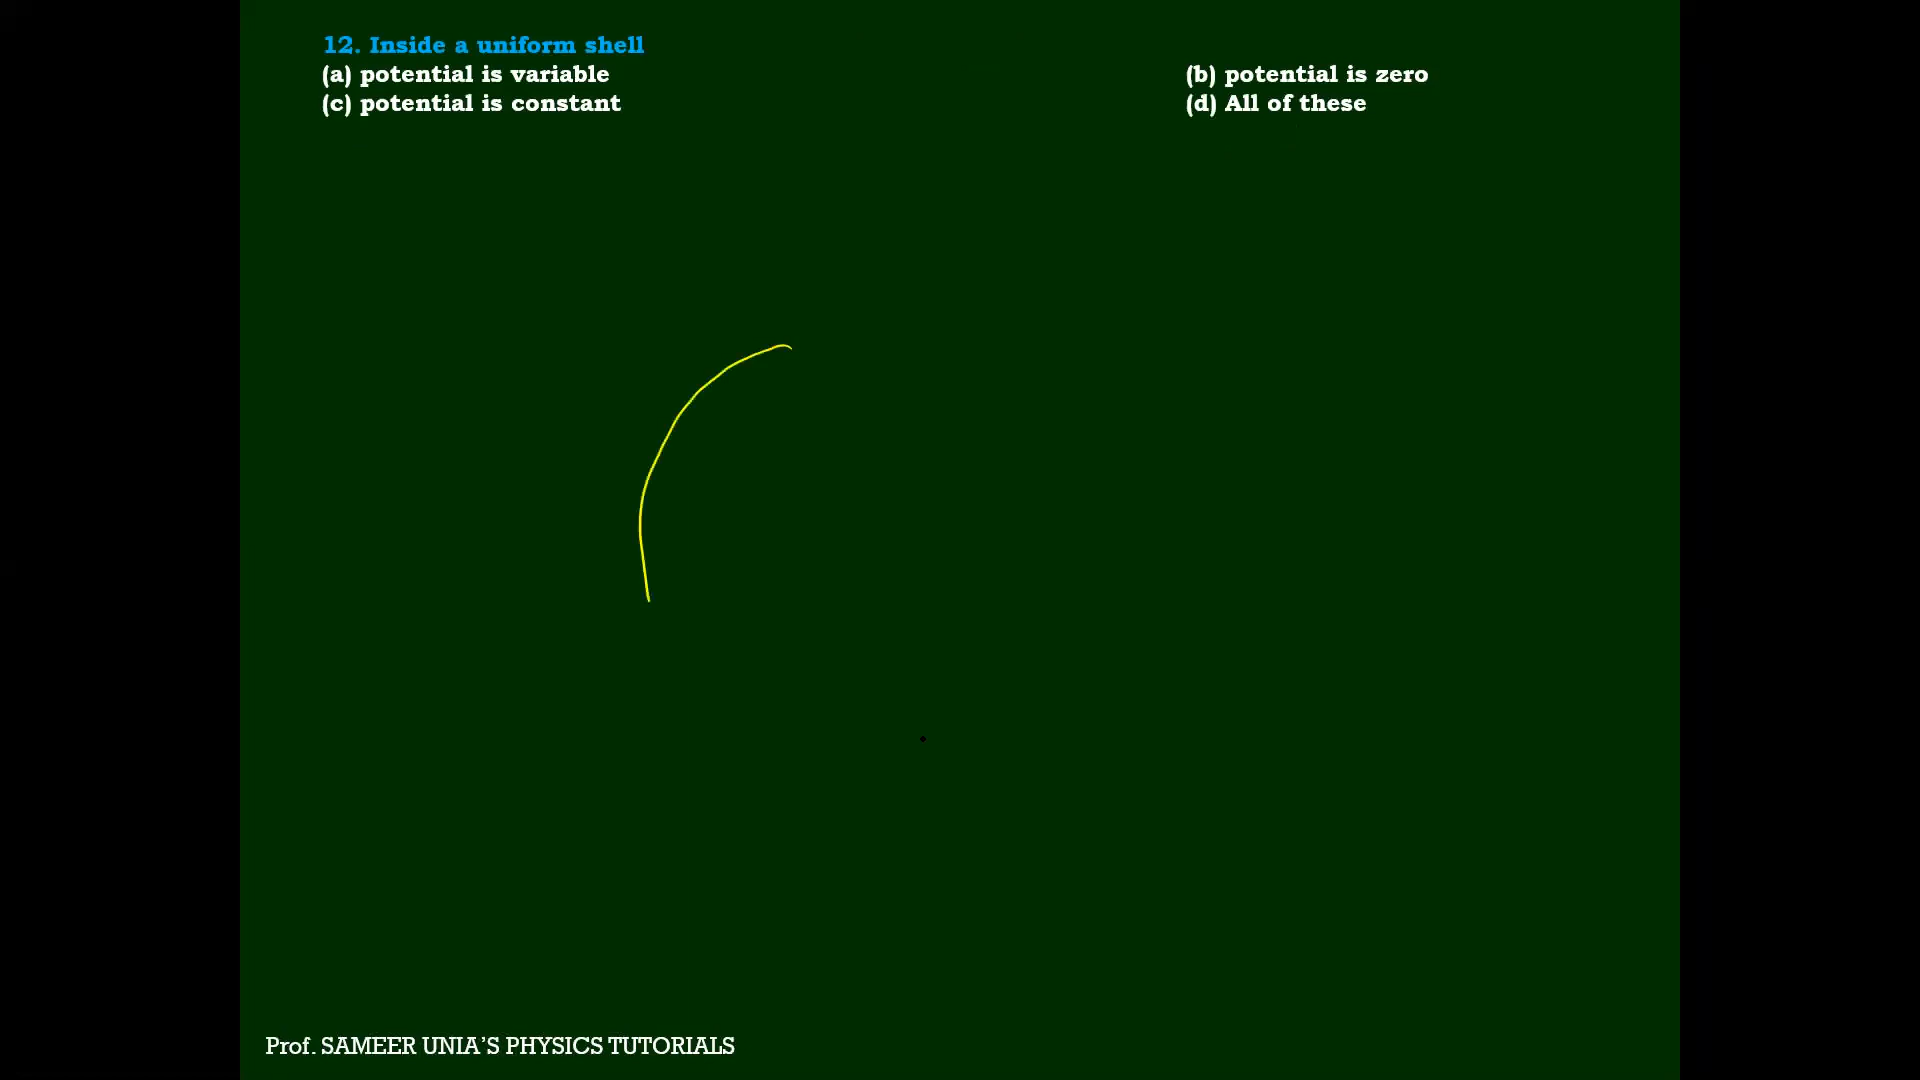 12. Inside a uniform shell
(a) potential is variable (b) potential is zero
(c) potential is constant (d) All of these
Prof. SAMEER UNIA’S PHYSICS TUTORIALS